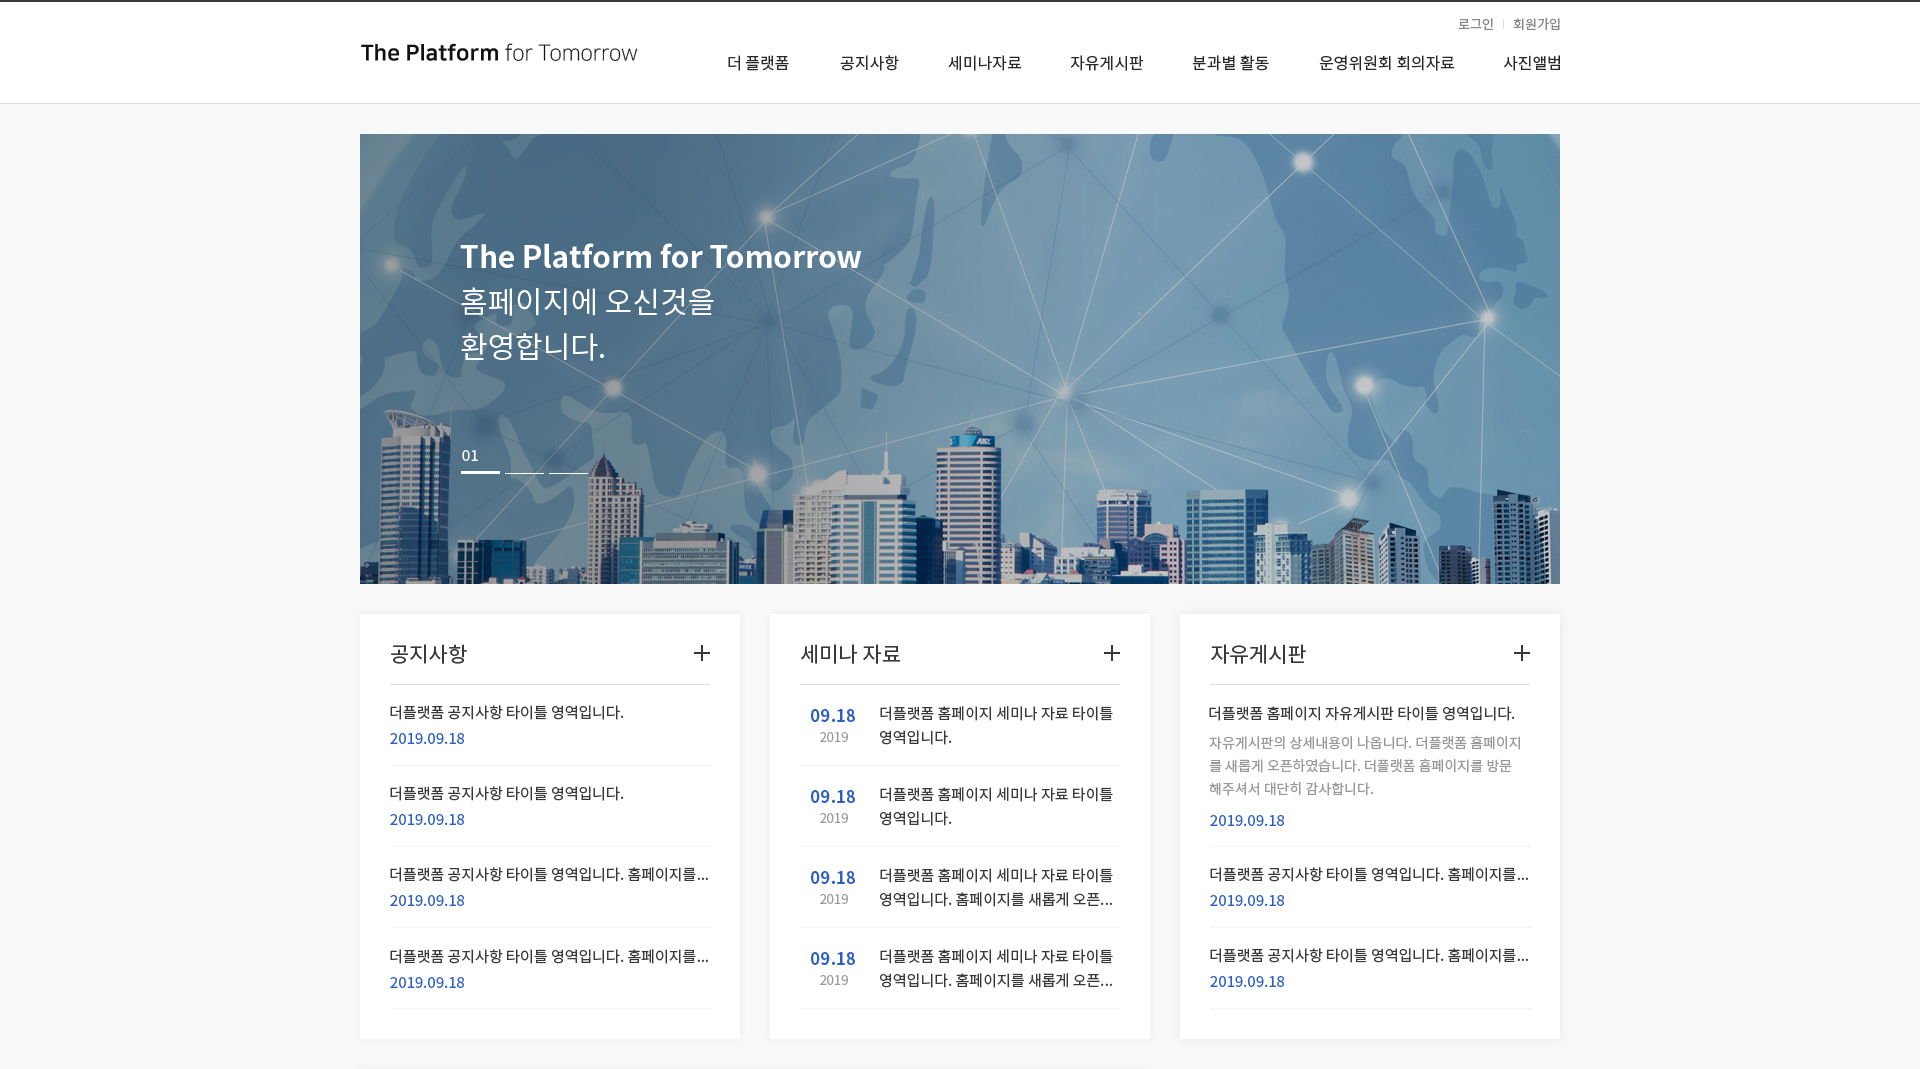 로그인 회원가입
The Platform for Tomorrow
더 플랫폼 공지사항 세미나자료 자유게시판 분과별 활동 운영위원회 회의자료 사진앨범
The Platform for Tomorrow
홈페이지에 오신것을
환영합니다.
01
공지사항
더플랫폼 공지사항 타이틀 영역입니다.
2019.09.18
더플랫폼 공지사항 타이틀 영역입니다.
2019.09.18
더플랫폼 공지사항 타이틀 영역입니다. 홈페이지를...
2019.09.18
더플랫폼 공지사항 타이틀 영역입니다. 홈페이지를...
2019.09.18
세미나 자료
09.18
2019
더플랫폼 홈페이지 세미나 자료 타이틀
영역입니다.
09.18
2019
더플랫폼 홈페이지 세미나 자료 타이틀
영역입니다.
09.18
2019
더플랫폼 홈페이지 세미나 자료 타이틀
영역입니다. 홈페이지를 새롭게 오픈...
09.18
2019
더플랫폼 홈페이지 세미나 자료 타이틀
영역입니다. 홈페이지를 새롭게 오픈...
자유게시판
더플랫폼 홈페이지 자유게시판 타이틀 영역입니다.
자유게시판의 상세내용이 나옵니다. 더플랫폼 홈페이지
를 새롭게 오픈하였습니다. 더플랫폼 홈페이지를 방문
해주셔서 대단히 감사합니다.
2019.09.18
더플랫폼 공지사항 타이틀 영역입니다. 홈페이지를...
2019.09.18
더플랫폼 공지사항 타이틀 영역입니다. 홈페이지를...
2019.09.18